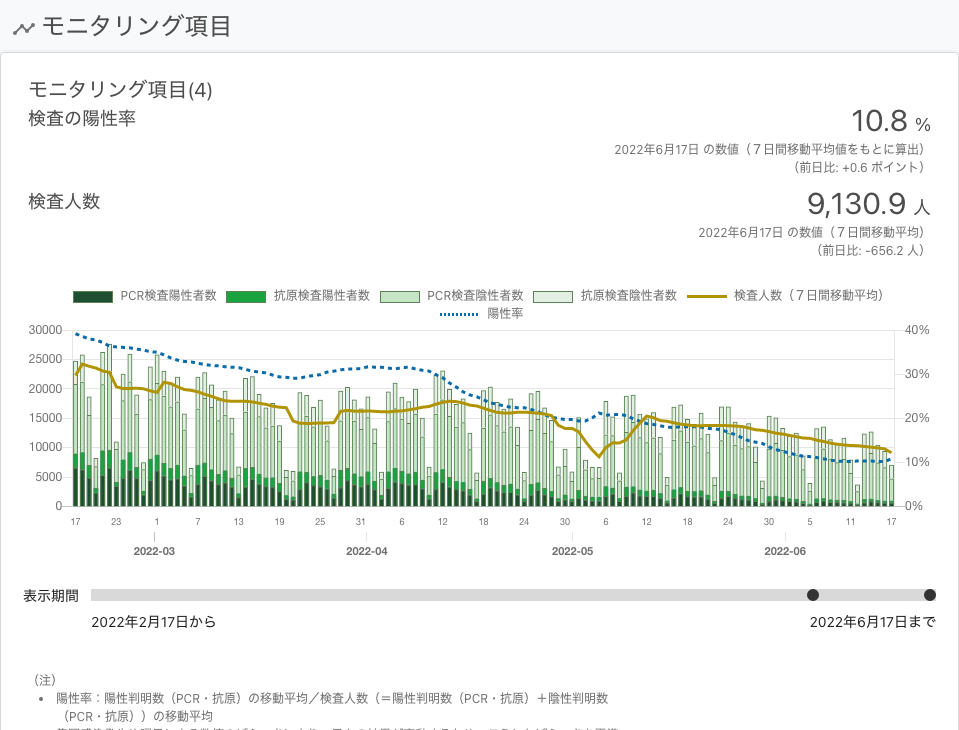 モニタリング項目
モニタリング項目(4)
検査の陽性率
10.8 %
2022年6月17日 の数値（７日間移動平均値をもとに算出）
（前日比: +0.6 ポイント）
検査人数
9,130.9 人
2022年6月17日 の数値（７日間移動平均）
（前日比: -656.2 人）
PCR検査陽性者数 抗原検査陽性者数 PCR検査陰性者数 抗原検査陰性者数 検査人数（７日間移動平均）
陽性率
30000 40%
25000
20000 30%
15000 20%
10000
5000 10%
0 0%
17 23 1 7 13 19 25 31 6 12 18 24 30 6 12 18 24 30 5 11 17
2022-03 2022-04 2022-05 2022-06
表示期間
2022年2月17日から 2022年6月17日まで
（注）
• 陽性率：陽性判明数（PCR・抗原）の移動平均／検査人数（＝陽性判明数（PCR・抗原）＋陰性判明数
（PCR・抗原））の移動平均